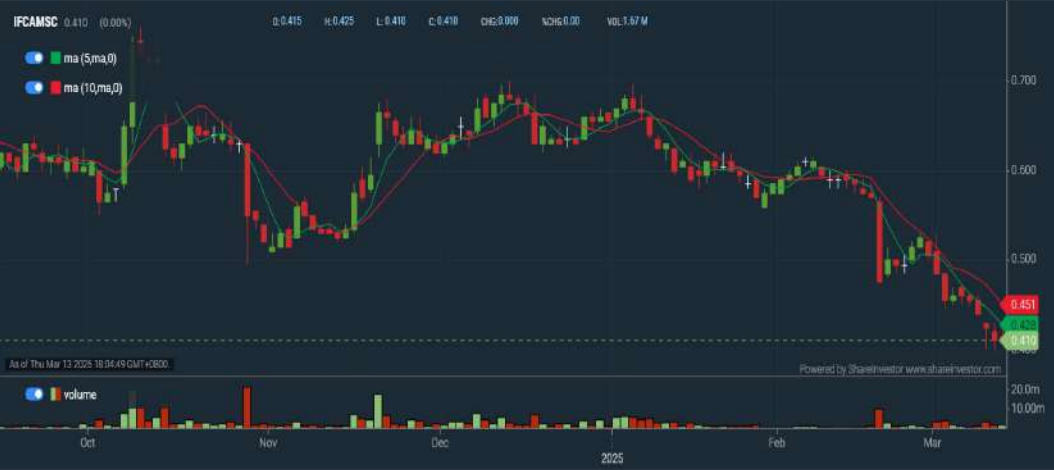 IFCAMSC 0.410 (0.00%) O:0.415 H:0.425 L:0.410 C:0.410 CHG:0.000 %CHG:0.00 VOL:1.67 M
ma (5,ma,0)
ma (10,ma,0)
0.700
0.600
0.500
0.451
0.428
0.410
As of Thu Mar 13 2025 18:04:49 GMT+0800.
Powered by ShareInvestor www.shareinvestor.com
volume
20.0m
10.00m
Oct Nov Dec Feb Mar
2025